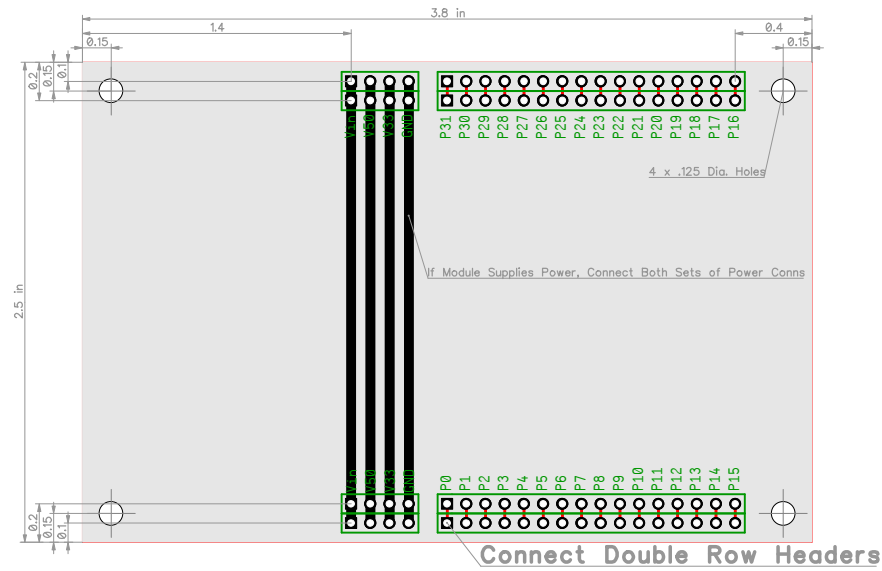 3.8 in
1.4
0.4
0.15
0.15
0.2
0.15
0.1
Vin V50 V33 GND
P31 P30 P29 P28 P27 P26 P25 P24 P23 P22 P21 P20 P19 P18 P17 P16
4 x .125 Dia. Holes
If Module Supplies Power, Connect Both Sets of Power Conns
2.5 in
Vin V50 V33 GND
P0 P1 P2 P3 P4 P5 P6 P7 P8 P9 P10 P11 P12 P13 P14 P15
0.2
0.15
0.1
Connect Double Row Headers